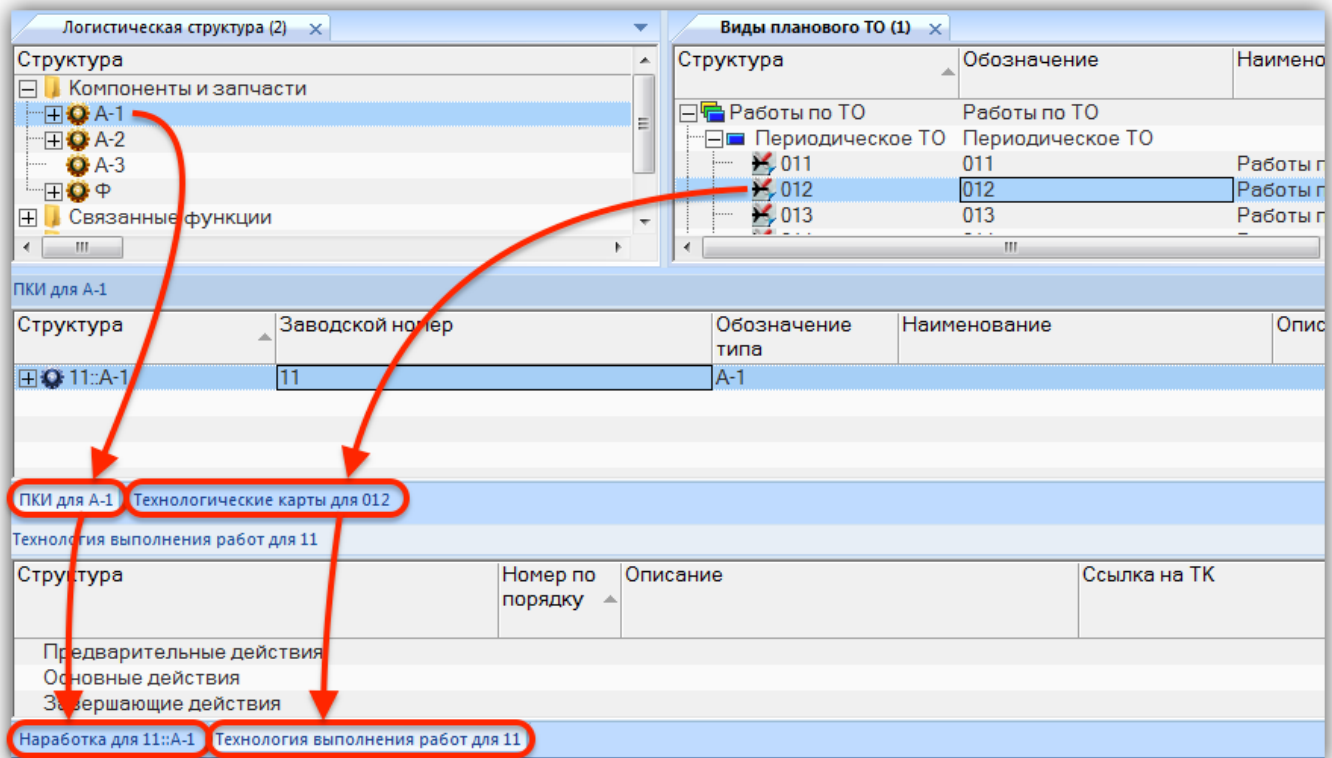 Логистическая структура (2)
Структура
Компоненты и запчасти
А-1
А-2
А-3
Ф
Связанные функции
Виды планового ТО (1)
Структура Обозначение Наимено
Работы по ТО Работы по ТО
Периодическое ТО Периодическое ТО
011 011 Работы п
012 012 Работы п
013 013 Работы п
ПКИ для А-1
Структура Заводской номер Обозначение типа Наименование Опис
11::А-1 11 А-1
ПКИ для А-1 Технологические карты для 012
Технология выполнения работ для 11
Структура Номер по порядку Описание Ссылка на ТК
Предварительные действия
Основные действия
Завершающие действия
Наработка для 11::А-1 Технология выполнения работ для 11